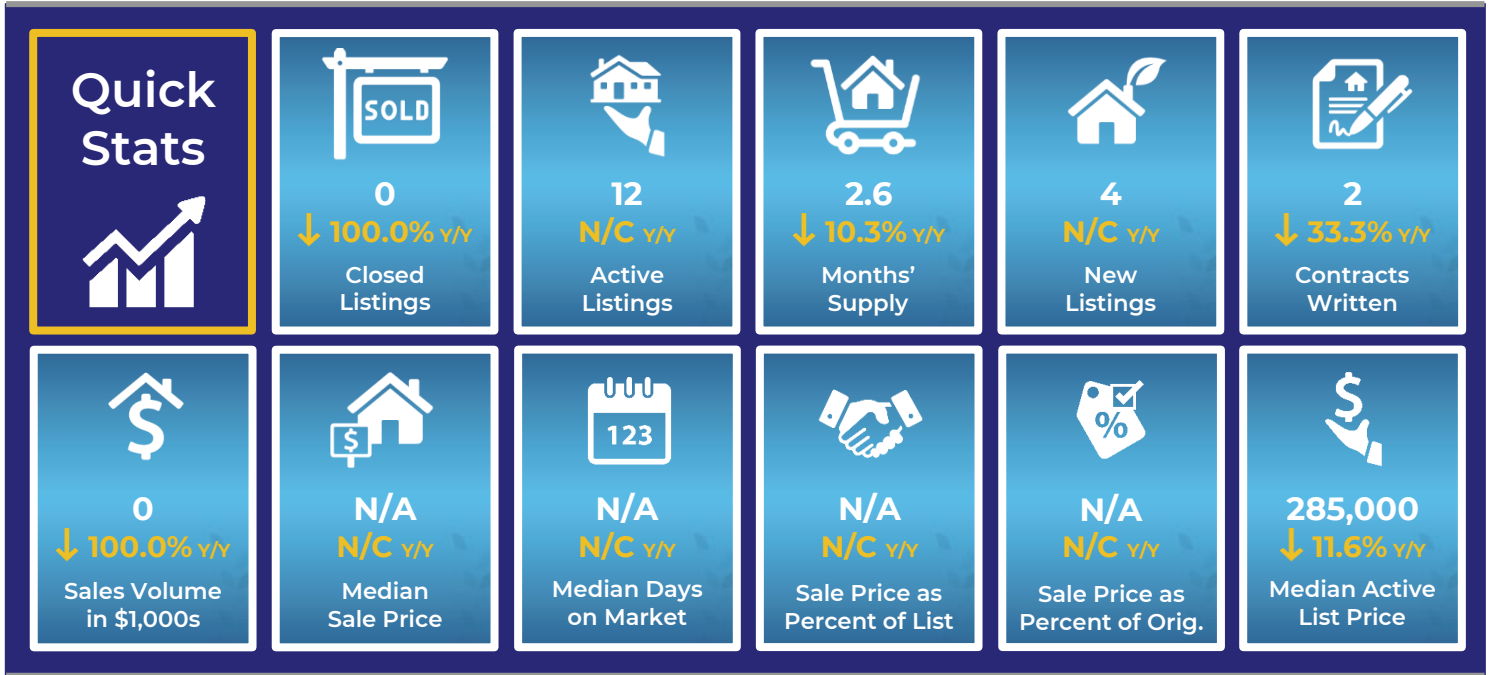 Quick
Stats
SOLD
0
↓ 100.0% Y/Y
Closed
Listings
12
N/C Y/Y
Active
Listings
2.6
↓ 10.3% Y/Y
Months’
Supply
4
N/C Y/Y
New
Listings
2
↓ 33.3% Y/Y
Contracts
Written
$
0
↓ 100.0% Y/Y
Sales Volume
in $1,000s
$
N/A
N/C Y/Y
Median
Sale Price
123
N/A
N/C Y/Y
Median Days
on Market
N/A
N/C Y/Y
Sale Price as
Percent of List
%
N/A
N/C Y/Y
Sale Price as
Percent of Orig.
$
285,000
↓ 11.6% Y/Y
Median Active
List Price